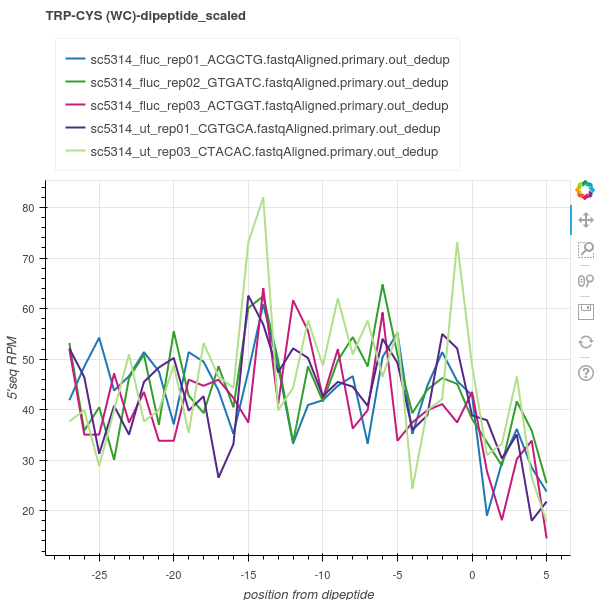 TRP-CYS (WC)-dipeptide_scaled
sc5314_fluc_rep01_ACGCTG.fastqAligned.primary.out_dedup
sc5314_fluc_rep02_GTGATC.fastqAligned.primary.out_dedup
sc5314_fluc_rep03_ACTGGT.fastqAligned.primary.out_dedup
sc5314_ut_rep01_CGTGCA.fastqAligned.primary.out_dedup
sc5314_ut_rep03_CTACAC.fastqAligned.primary.out_dedup
80
70
60
50
40
30
20
5'seq RPM
-25 -20 -15 -10 -5 0 5
position from dipeptide